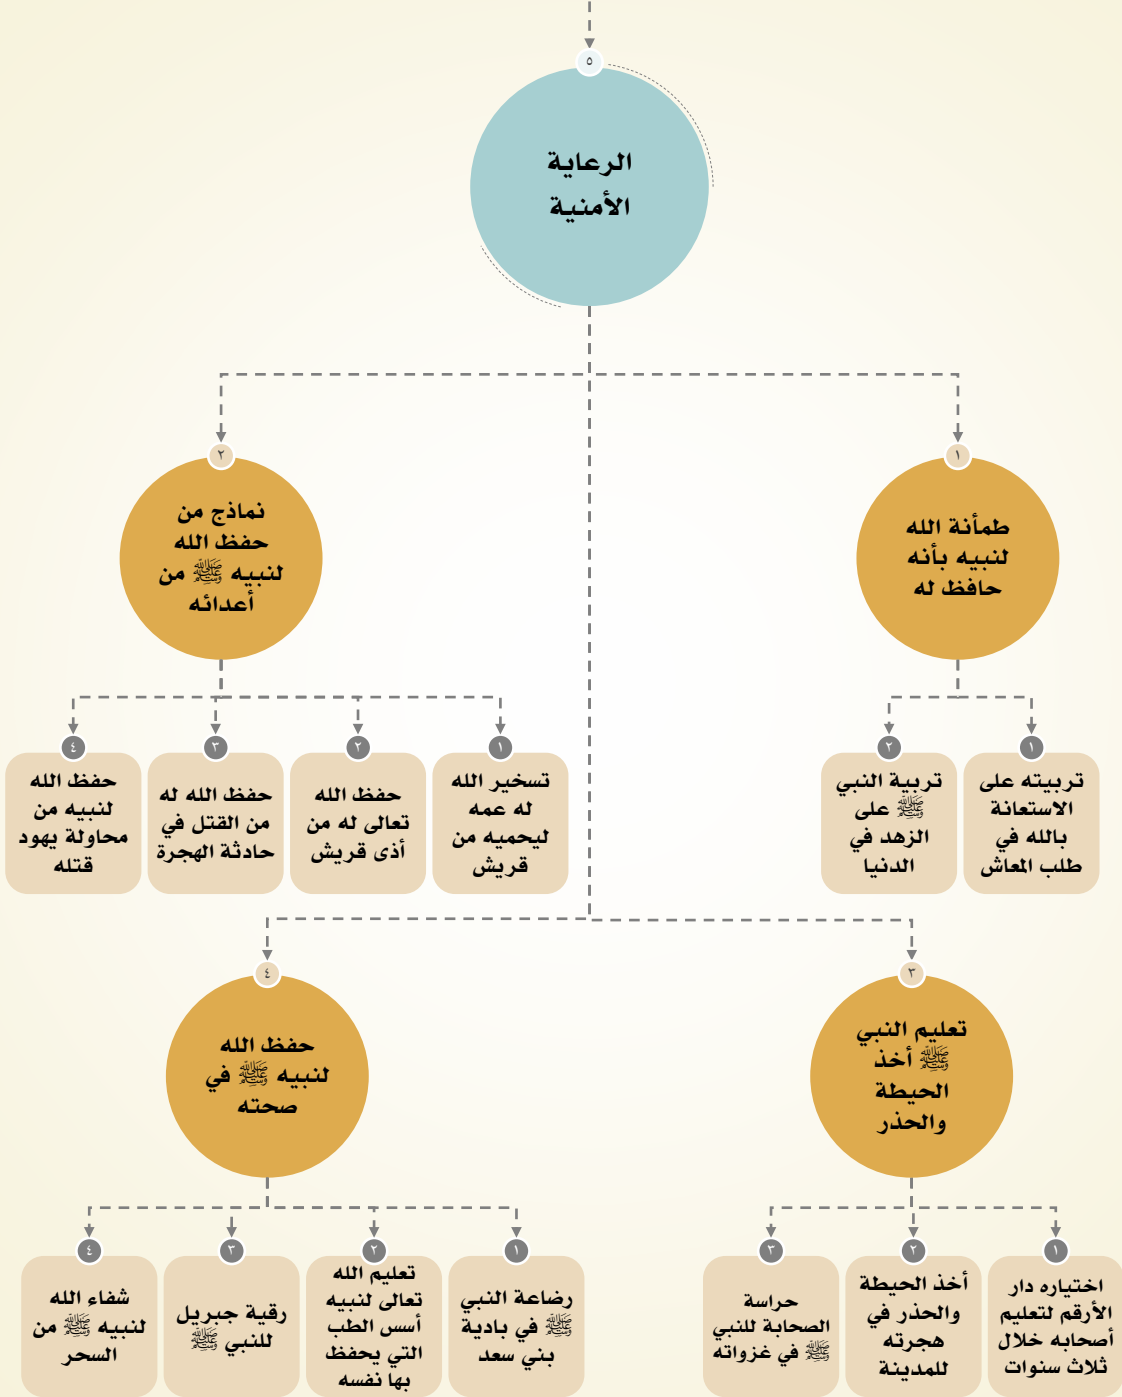 ٥
الرعاية
الأمنية
١
طمأنة الله
لنبيه بأنه
حافظ له
٢
نماذج من
حفظ الله
لنبيه ﷺ من
أعدائه
١
تربيته على
الاستعانة
بالله في
طلب المعاش
٢
تربية النبي
ﷺ على
الزهد في
الدنيا
١
تسخير الله
له عمه
ليحميه من
قريش
٢
حفظ الله
تعالى له من
أذى قريش
٣
حفظ الله له
من القتل في
حادثة الهجرة
٤
حفظ الله
لنبيه من
محاولة يهود
قتله
٣
تعليم النبي
ﷺ أخذ
الحيطة
والحذر
٤
حفظ الله
لنبيه ﷺ في
صحته
١
اختياره دار
الأرقم لتعليم
أصحابه خلال
ثلاث سنوات
٢
أخذ الحيطة
والحذر في
هجرته
للمدينة
٣
حراسة
الصحابة للنبي
ﷺ في غزواته
١
رضاعة النبي
ﷺ في بادية
بني سعد
٢
تعليم الله
تعالى لنبيه
أسس الطب
التي يحفظ
بها نفسه
٣
رقية جبريل
للنبي ﷺ
٤
شفاء الله
لنبيه ﷺ من
السحر